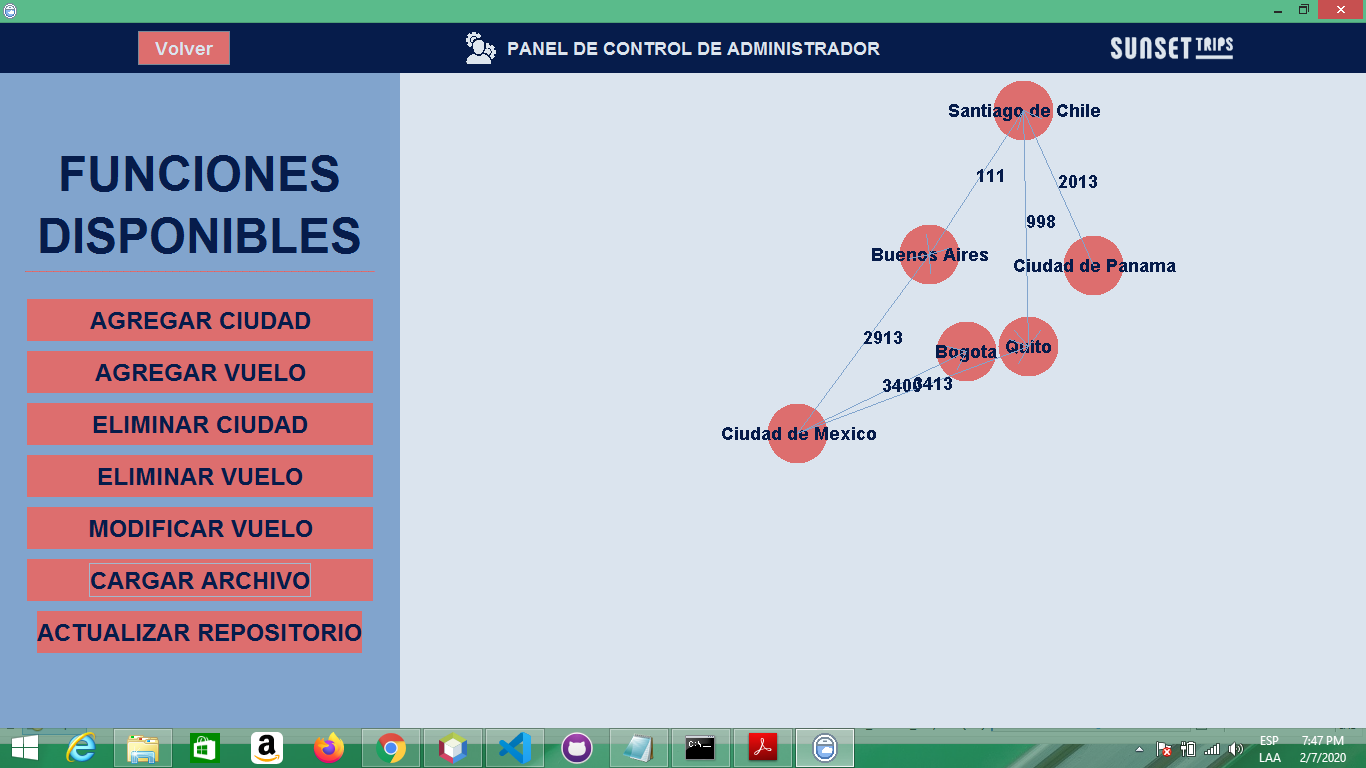 Volver
PANEL DE CONTROL DE ADMINISTRADOR
SUNSET TRIPS
FUNCIONES
DISPONIBLES
AGREGAR CIUDAD
AGREGAR VUELO
ELIMINAR CIUDAD
ELIMINAR VUELO
MODIFICAR VUELO
CARGAR ARCHIVO
ACTUALIZAR REPOSITORIO
Santiago de Chile
111
2013
998
Buenos Aires
Ciudad de Panama
2913
Bogota
Quito
3400
3413
Ciudad de Mexico
ESP
LAA
7:47 PM
2/7/2020